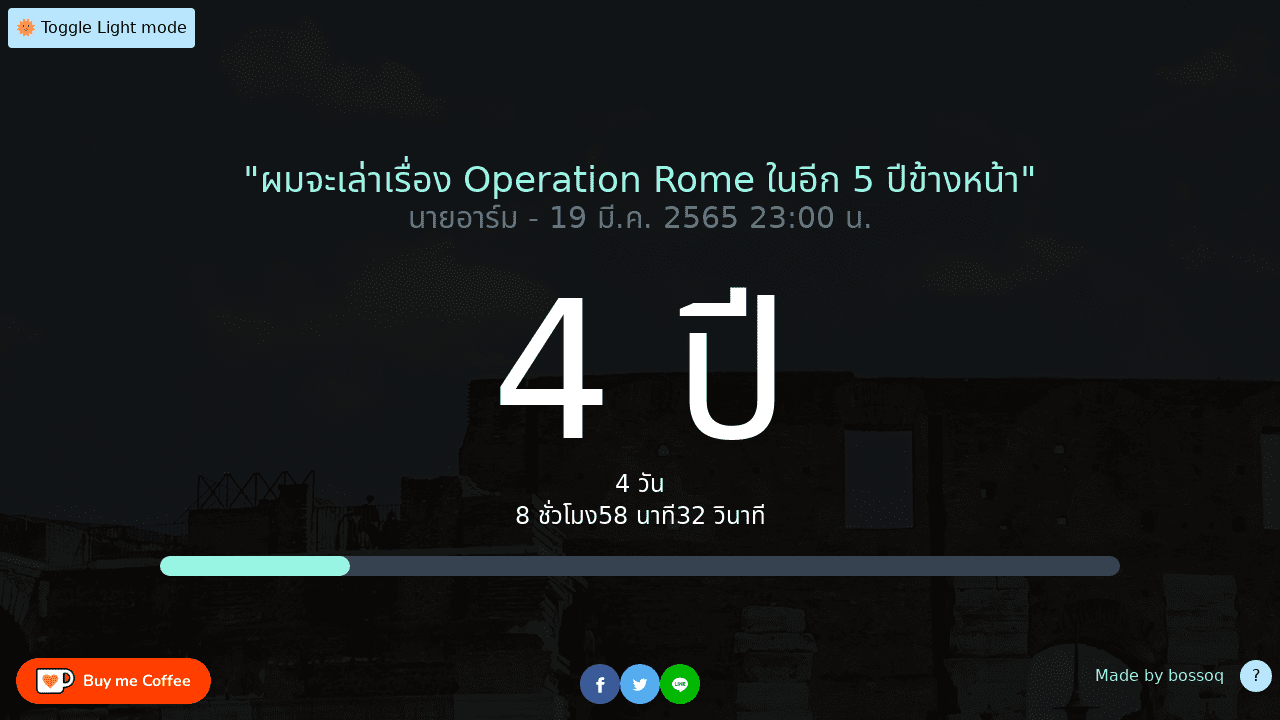 🌞 Toggle Light mode
"ผมจะเล่าเรื่อง Operation Rome ในอีก 5 ปีข้างหน้า"
นายอาร์ม - 19 มี.ค. 2565 23:00 น.
4 ปี
4 วัน
8 ชั่วโมง58 นาที32 วินาที
Buy me Coffee
LINE
Made by bossoq
?